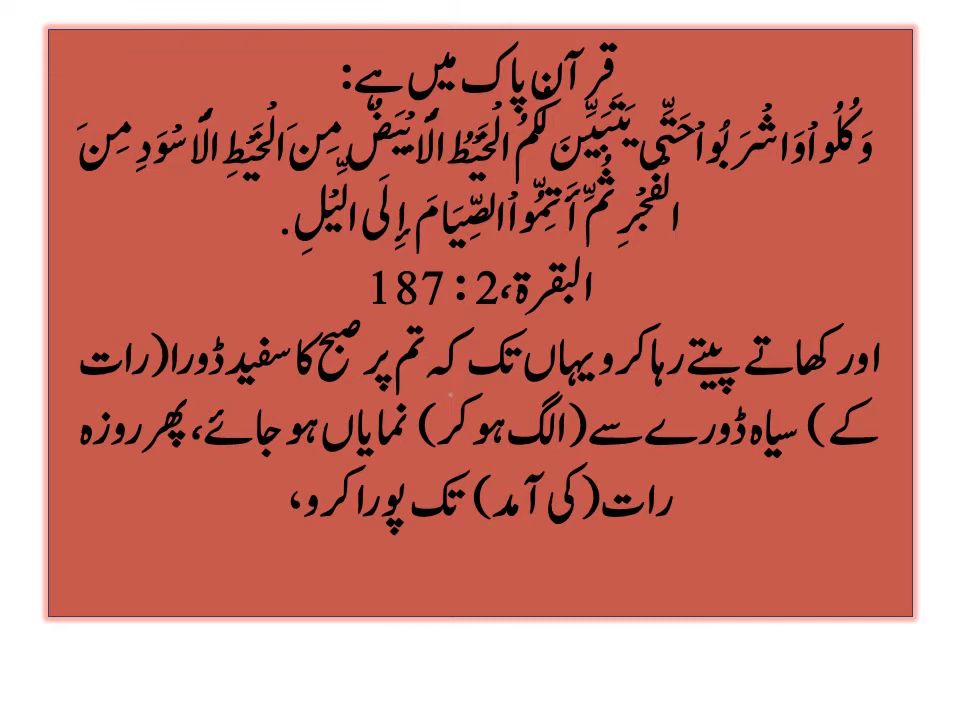 قرآن پاک میں ہے:
وَكُلُواْ وَاشْرَبُواْ حَتَّى يَتَبَيَّنَ لَكُمُ الْخَيْطُ الْأَبْيَضُ مِنَ الْخَيْطِ الْأَسْوَدِ مِنَ
الْفَجْرِ ثُمَّ أَتِمُّواْ الصِّيَامَ إِلَى الَّيْلِ.
البقرة، 2 : 187
اور کھاتے پیتے رہا کرو یہاں تک کہ تم پر صبح کا سفید ڈورا (رات
کے) سیاہ ڈورے سے (الگ ہو کر) نمایاں ہو جائے، پھر روزہ
رات (کی آمد) تک پورا کرو،